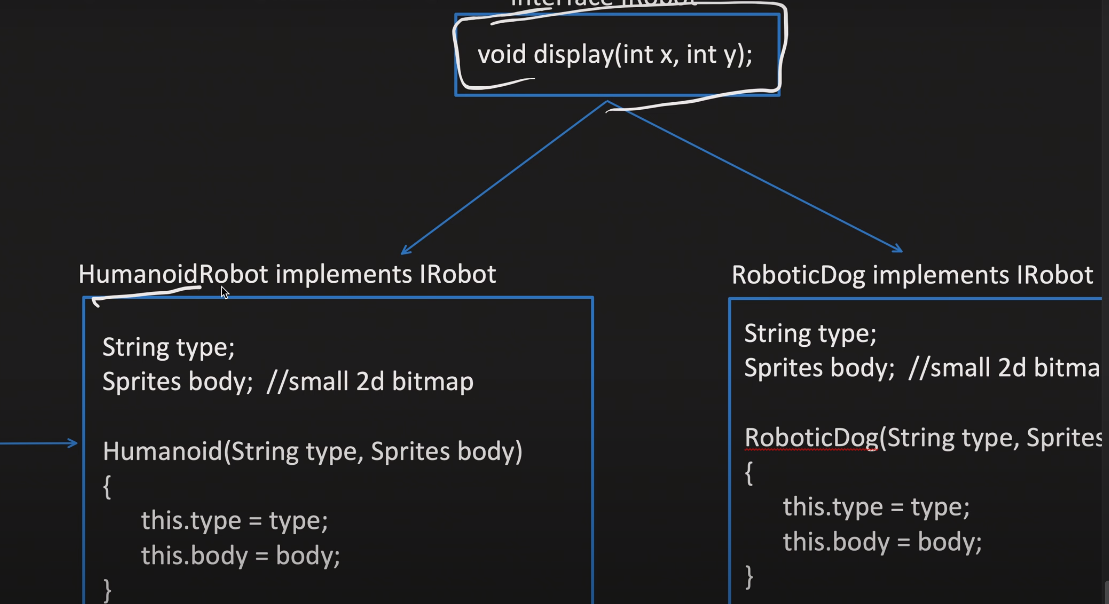 interface IRobot
void display(int x, int y);
HumanoidRobot implements IRobot
String type;
Sprites body;  //small 2d bitmap
Humanoid(String type, Sprites body)
{
this.type = type;
this.body = body;
}
RoboticDog implements IRobot
String type;
Sprites body;  //small 2d bitma
RoboticDog(String type, Sprites
{
this.type = type;
this.body = body;
}